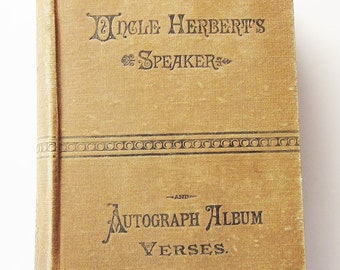 Uncle Herbert's
Speaker
AND
Autograph Album
Verses.